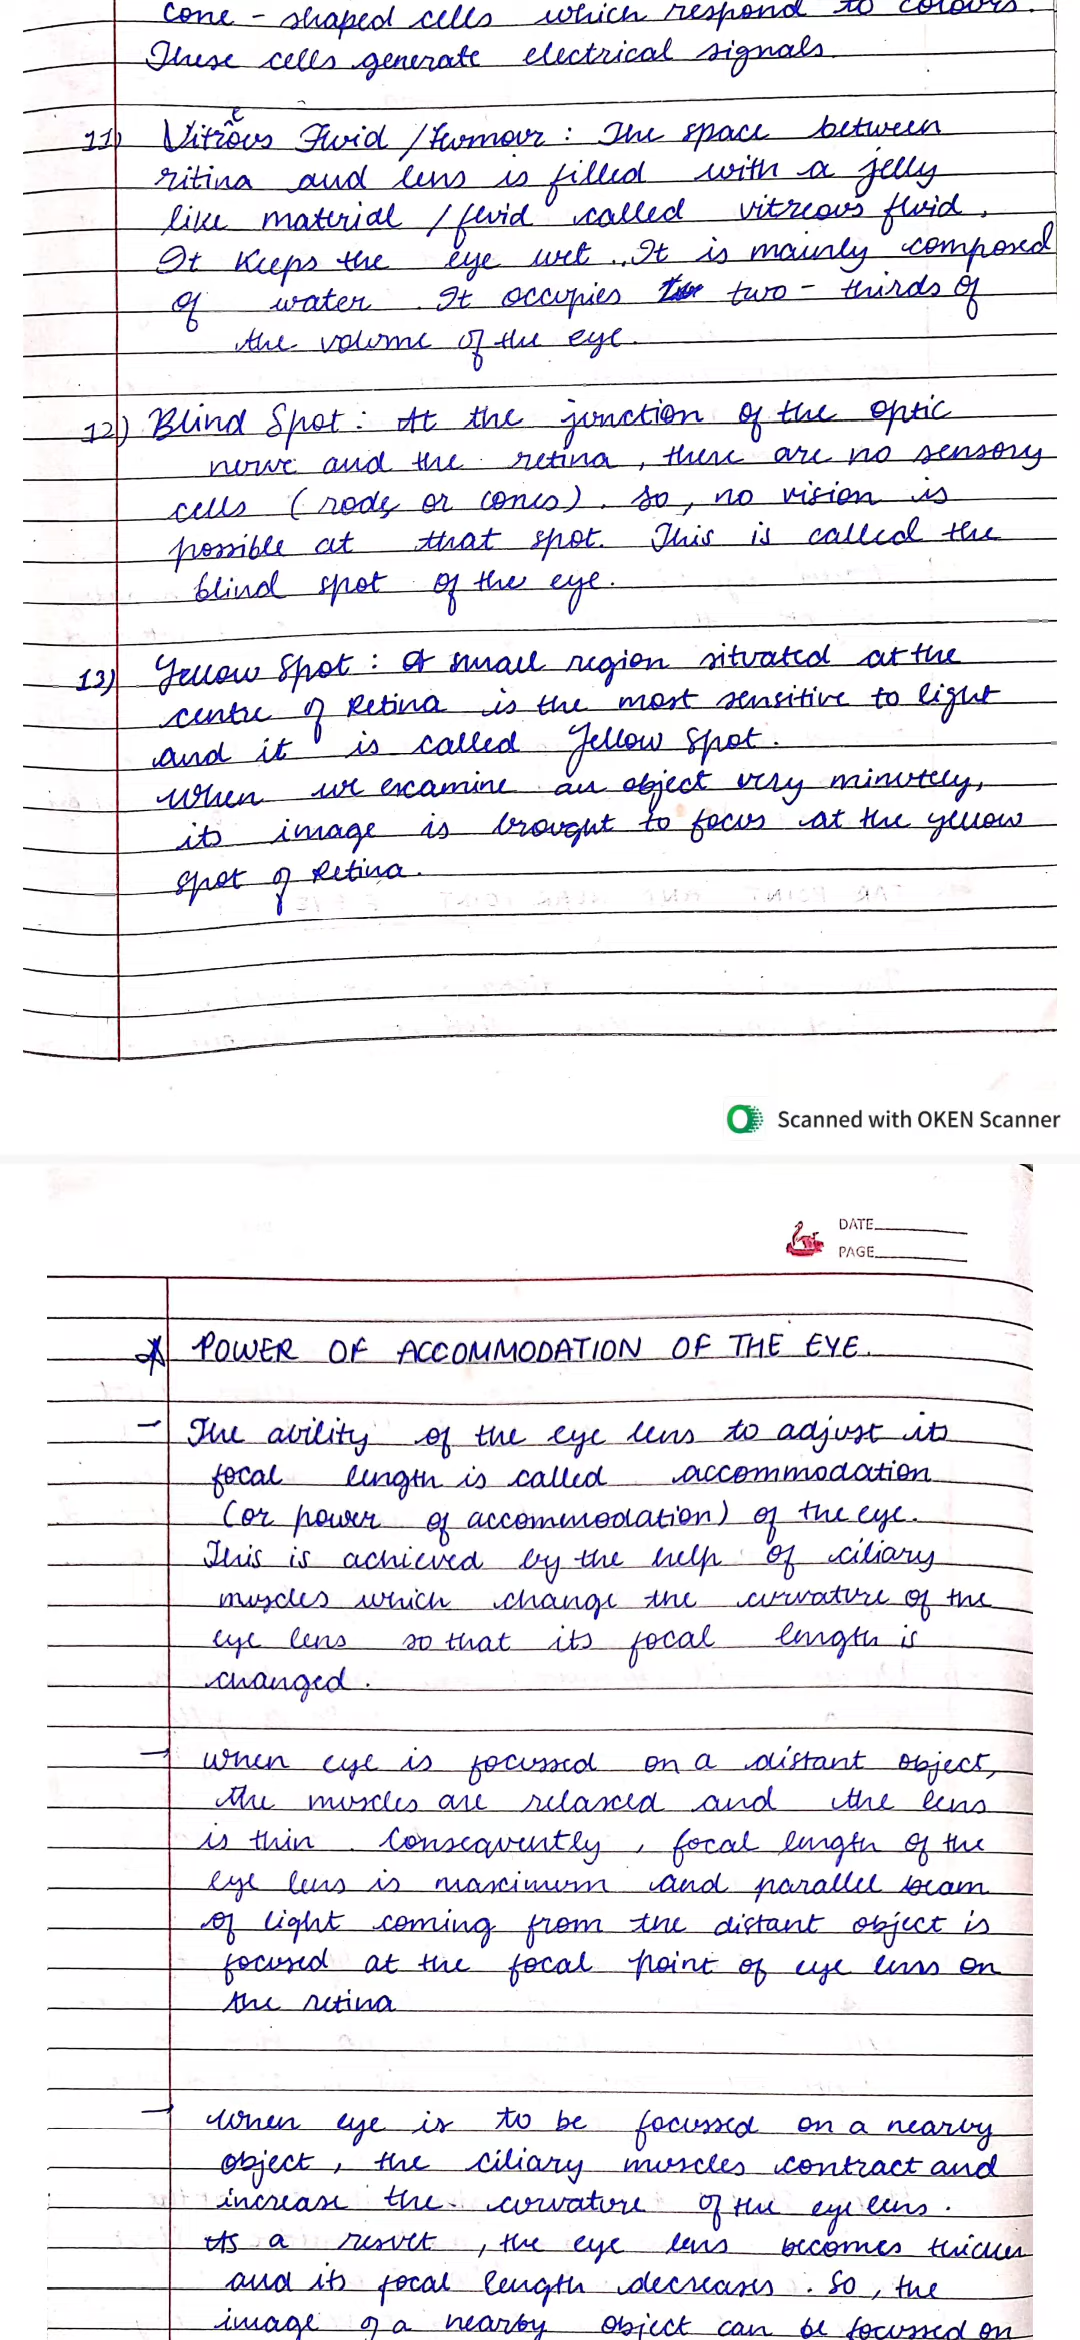 cone - shaped cells which respond to colours.
These cells generate electrical signals.
11) Vitreous Fluid / Humour : The space between
ritina and lens is filled with a jelly
like material / fluid called vitreous fluid.
It keeps the eye wet. It is mainly composed
of water. It occupies two - thirds of
the volume of the eye.
12) Blind Spot : At the junction of the optic
nerve and the retina, there are no sensory
cells (rods or cones). So, no vision is
possible at that spot. This is called the
blind spot of the eye.
13) Yellow Spot : A small region situated at the
centre of Retina is the most sensitive to light
and it is called Yellow Spot.
When we examine an object very minutely,
its image is brought to focus at the yellow
spot of Retina.
Scanned with OKEN Scanner
DATE
PAGE
POWER OF ACCOMMODATION OF THE EYE.
- The ability of the eye lens to adjust its
focal length is called accommodation
(or power of accommodation) of the eye.
This is achieved by the help of ciliary
muscles which change the curvature of the
eye lens so that its focal length is
changed.
→ When eye is focussed on a distant object,
the muscles are relaxed and the lens
is thin. Consequently, focal length of the
eye lens is maximum and parallel beam
of light coming from the distant object is
focused at the focal point of eye lens on
the retina
→ When eye is to be focussed on a nearby
object, the ciliary muscles contract and
increase the curvature of the eye lens.
As a result, the eye lens becomes thicker
and its focal length decreases. So, the
image of a nearby object can be focussed on